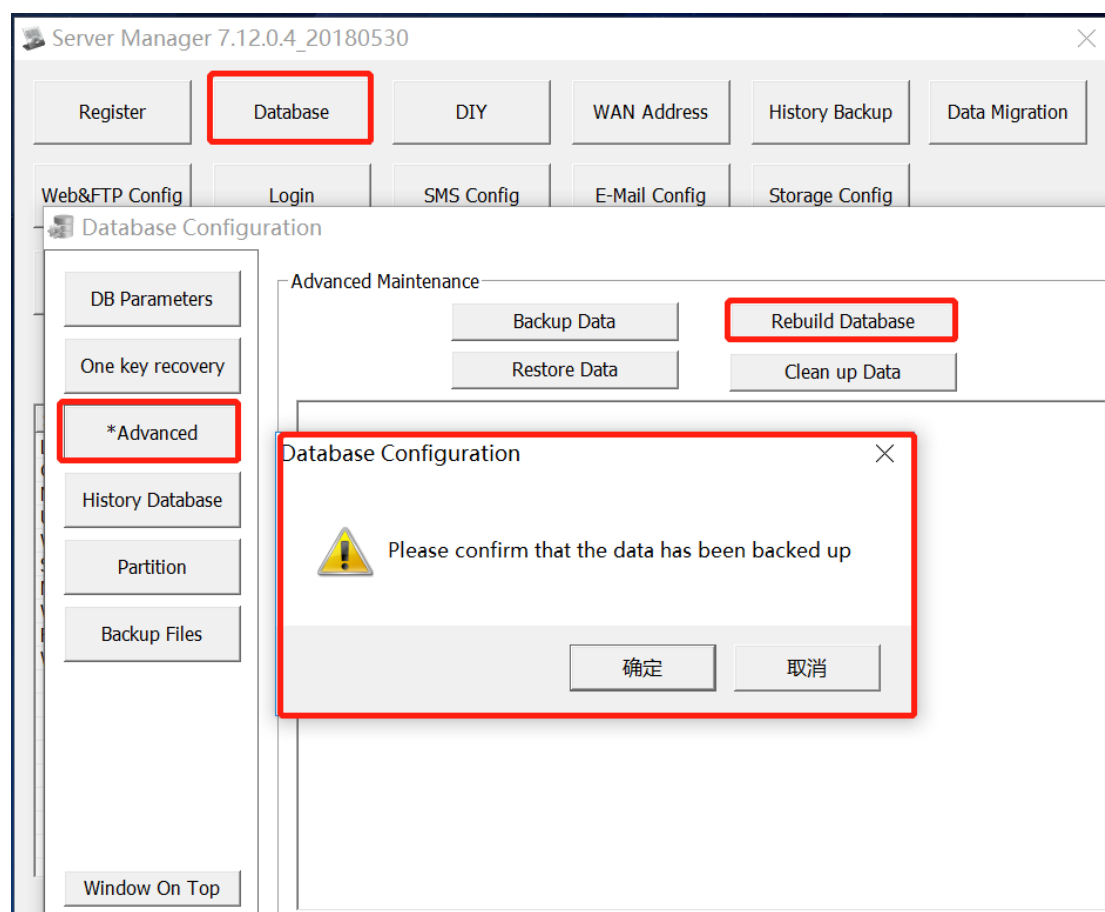 Server Manager 7.12.0.4_20180530
Register
Database
DIY
WAN Address
History Backup
Data Migration
Web&FTP Config
Login
SMS Config
E-Mail Config
Storage Config
Database Configuration
DB Parameters
One key recovery
*Advanced
History Database
Partition
Backup Files
Window On Top
Advanced Maintenance
Backup Data
Rebuild Database
Restore Data
Clean up Data
Database Configuration
Please confirm that the data has been backed up
确定
取消